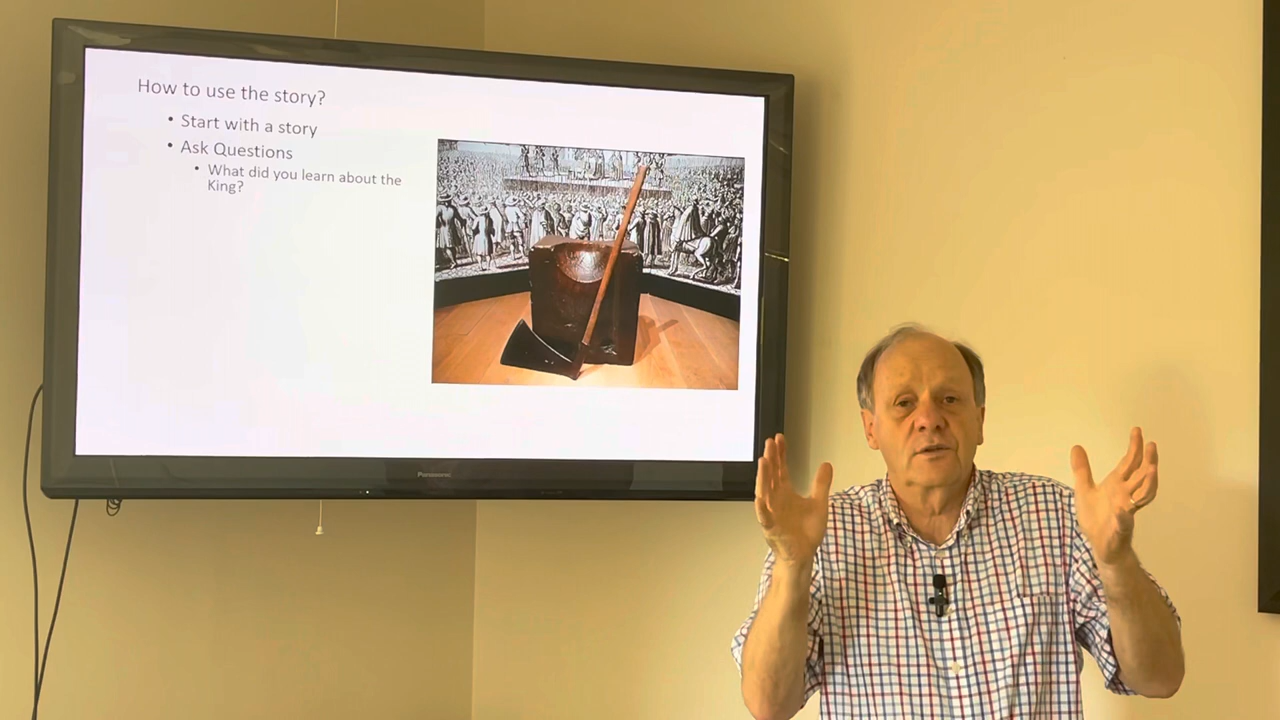 How to use the story?
• Start with a story
• Ask Questions
• What did you learn about the
King?
Panasonic